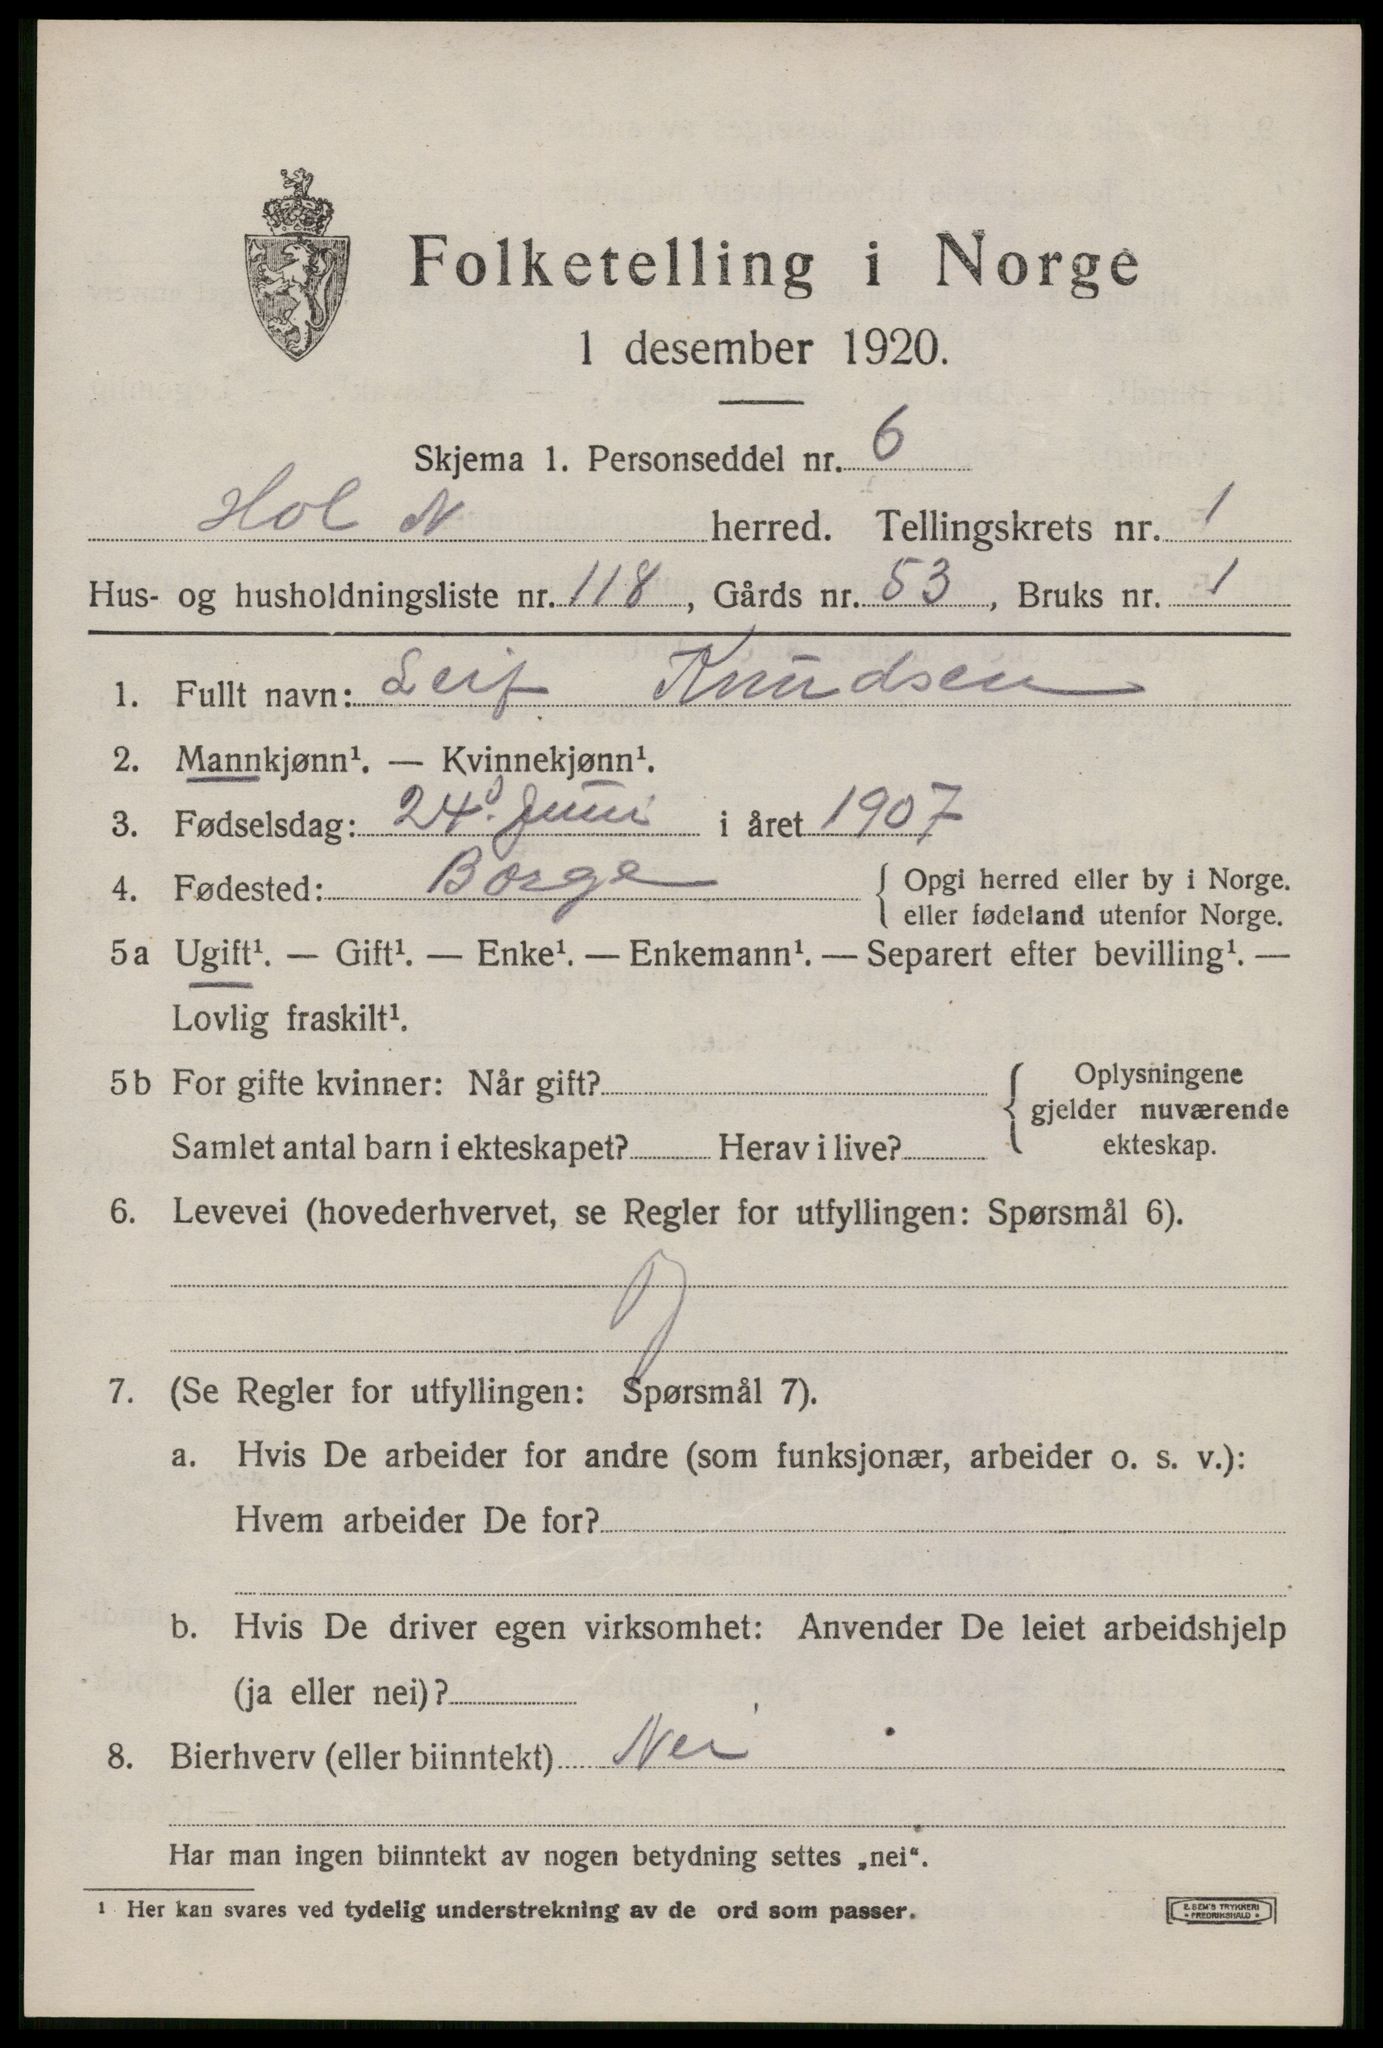 Folketelling i Norge
1 desember 1920.
Skjema 1. Personseddel nr. 6
Hol N herred. Tellingskrets nr. 1
Hus- og husholdningsliste nr. 118, Gårds nr. 53, Bruks nr. 1
1. Fullt navn: Leif Knudsen
2. Mannkjønn¹. — Kvinnekjønn¹.
3. Fødselsdag: 24. Juni i året 1907
4. Fødested: Borge { Opgi herred eller by i Norge.
eller fødeland utenfor Norge.
5a Ugift¹. — Gift¹. — Enke¹. — Enkemann¹. — Separert efter bevilling¹. —
Lovlig fraskilt¹.
5b For gifte kvinner: Når gift? { Oplysningene
gjelder nuværende
Samlet antal barn i ekteskapet? Herav i live? ekteskap.
6. Levevei (hovederhvervet, se Regler for utfyllingen: Spørsmål 6).
7. (Se Regler for utfyllingen: Spørsmål 7).
a. Hvis De arbeider for andre (som funksjonær, arbeider o. s. v.):
Hvem arbeider De for?
b. Hvis De driver egen virksomhet: Anvender De leiet arbeidshjelp
(ja eller nei)?
8. Bierhverv (eller biinntekt) Nei
Har man ingen biinntekt av nogen betydning settes „nei“.
¹ Her kan svares ved tydelig understrekning av de ord som passer.
E. SEM'S TRYKKERI
• FREDRIKSHALD •